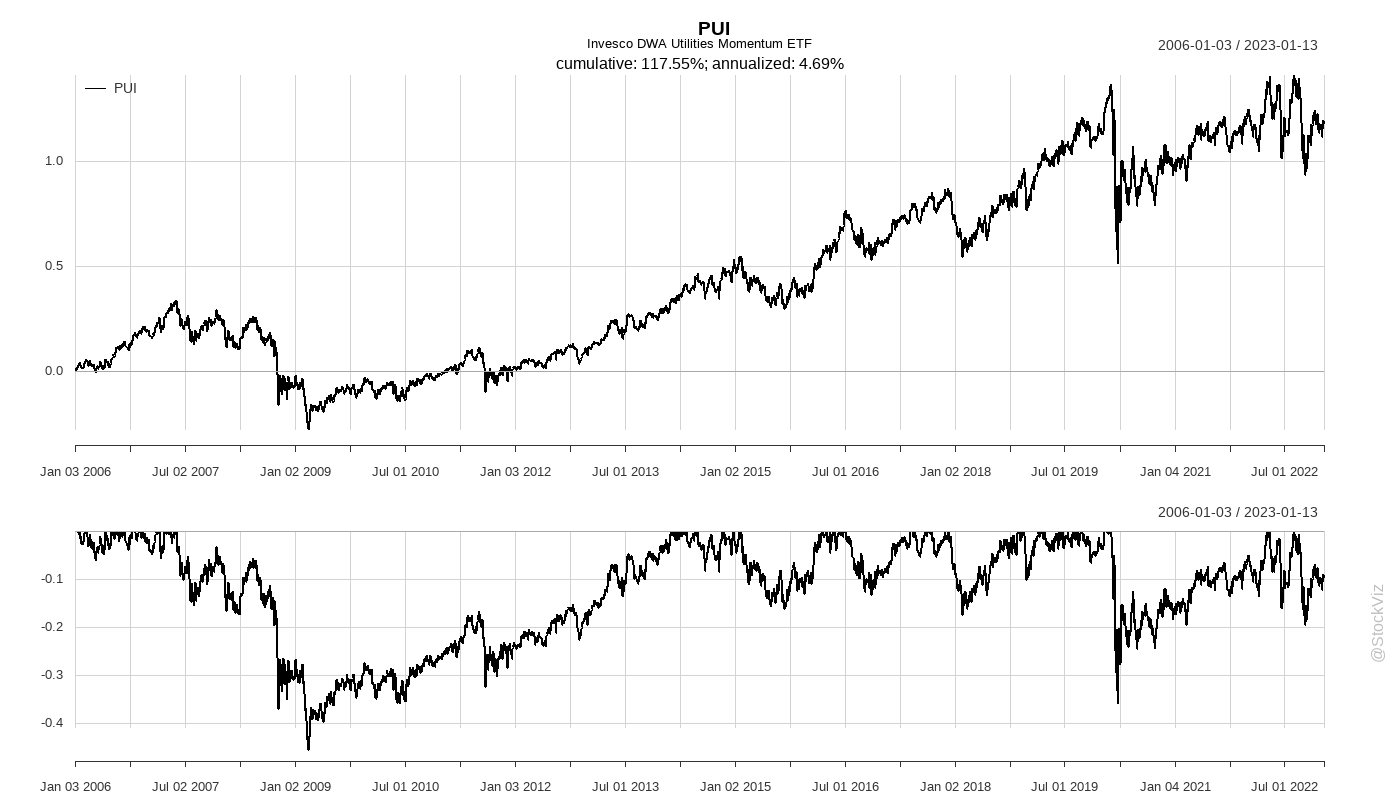 PUI
Invesco DWA Utilities Momentum ETF
2006-01-03 / 2023-01-13
cumulative: 117.55%; annualized: 4.69%
PUI
1.0
0.5
0.0
Jan 03 2006 Jul 02 2007 Jan 02 2009 Jul 01 2010 Jan 03 2012 Jul 01 2013 Jan 02 2015 Jul 01 2016 Jan 02 2018 Jul 01 2019 Jan 04 2021 Jul 01 2022
2006-01-03 / 2023-01-13
-0.1
-0.2
-0.3
-0.4
Jan 03 2006 Jul 02 2007 Jan 02 2009 Jul 01 2010 Jan 03 2012 Jul 01 2013 Jan 02 2015 Jul 01 2016 Jan 02 2018 Jul 01 2019 Jan 04 2021 Jul 01 2022
@StockViz